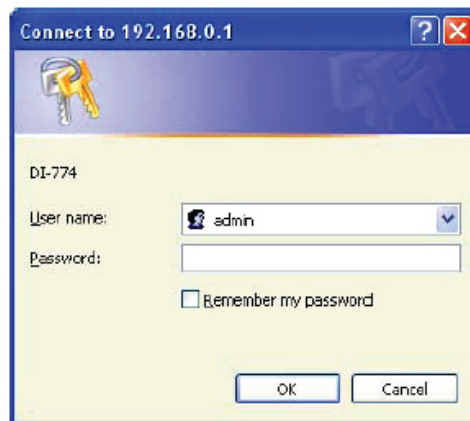 Connect to 192.168.0.1
DI-774
User name: admin
Password:
Remember my password
OK Cancel